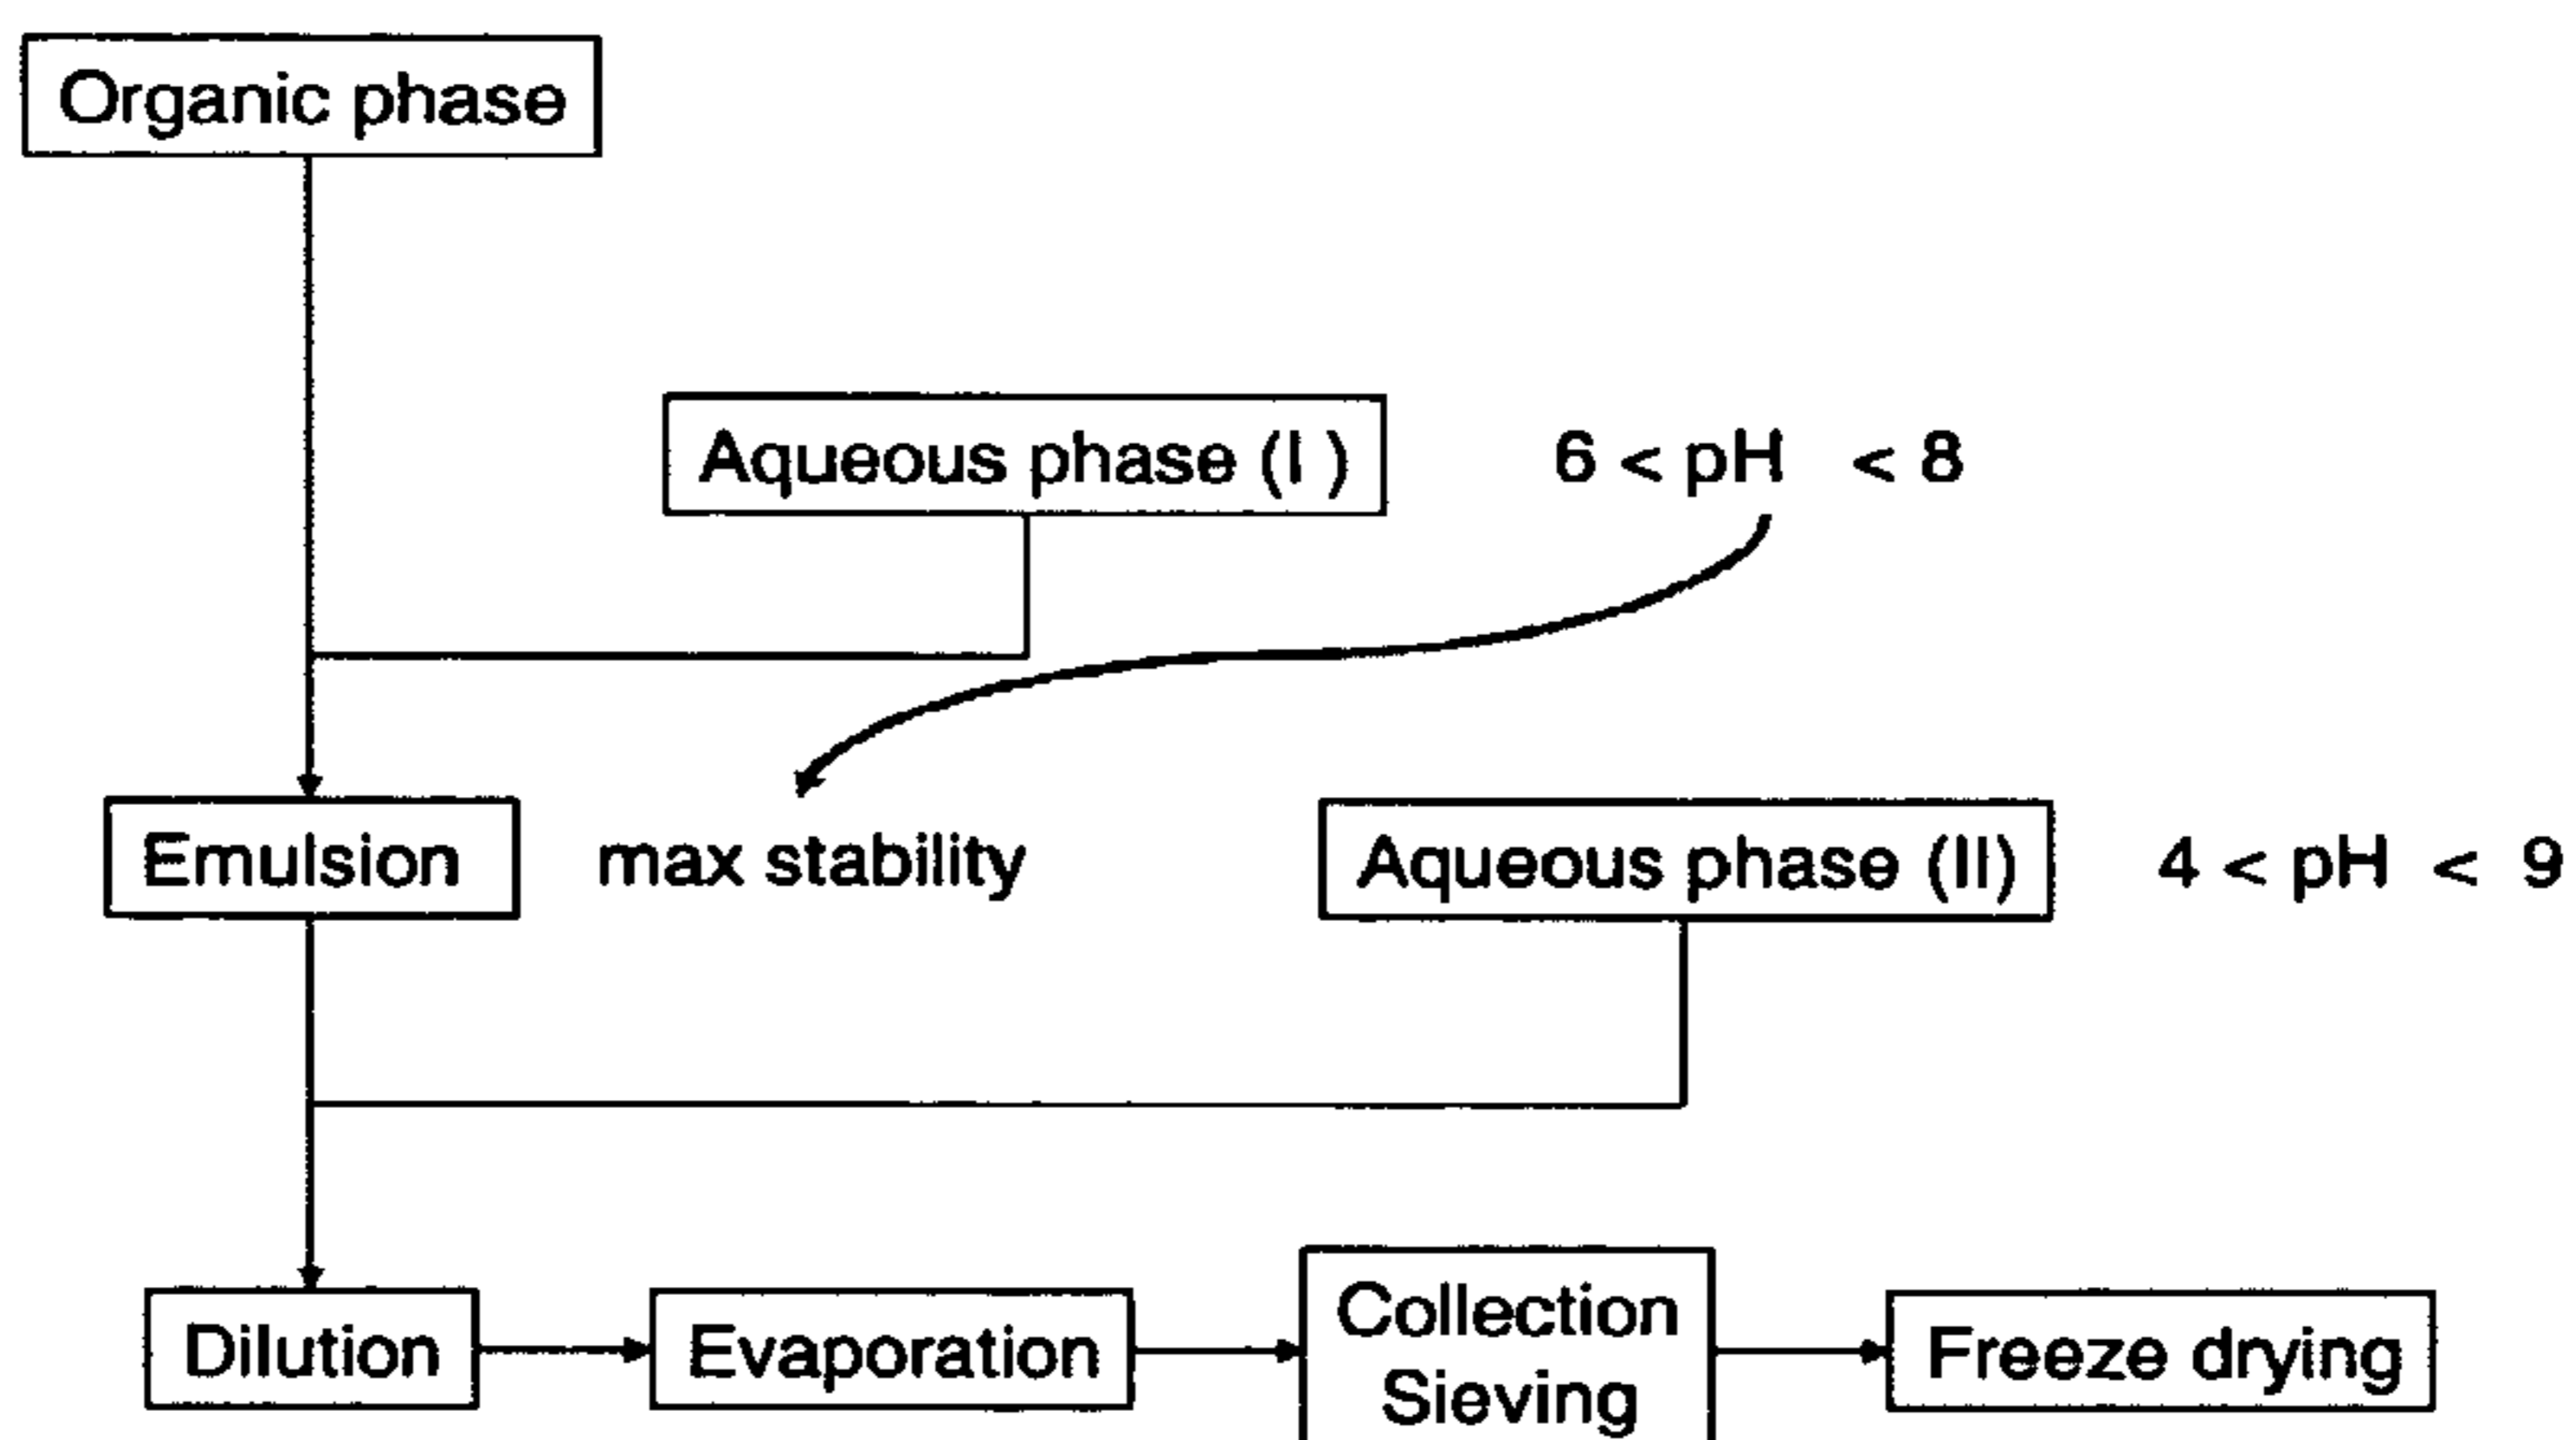 Organic phase
Aqueous phase (I )
6 < pH < 8
Emulsion
max stability
Aqueous phase (II)
4 < pH < 9
Dilution
Evaporation
Collection
Sieving
Freeze drying